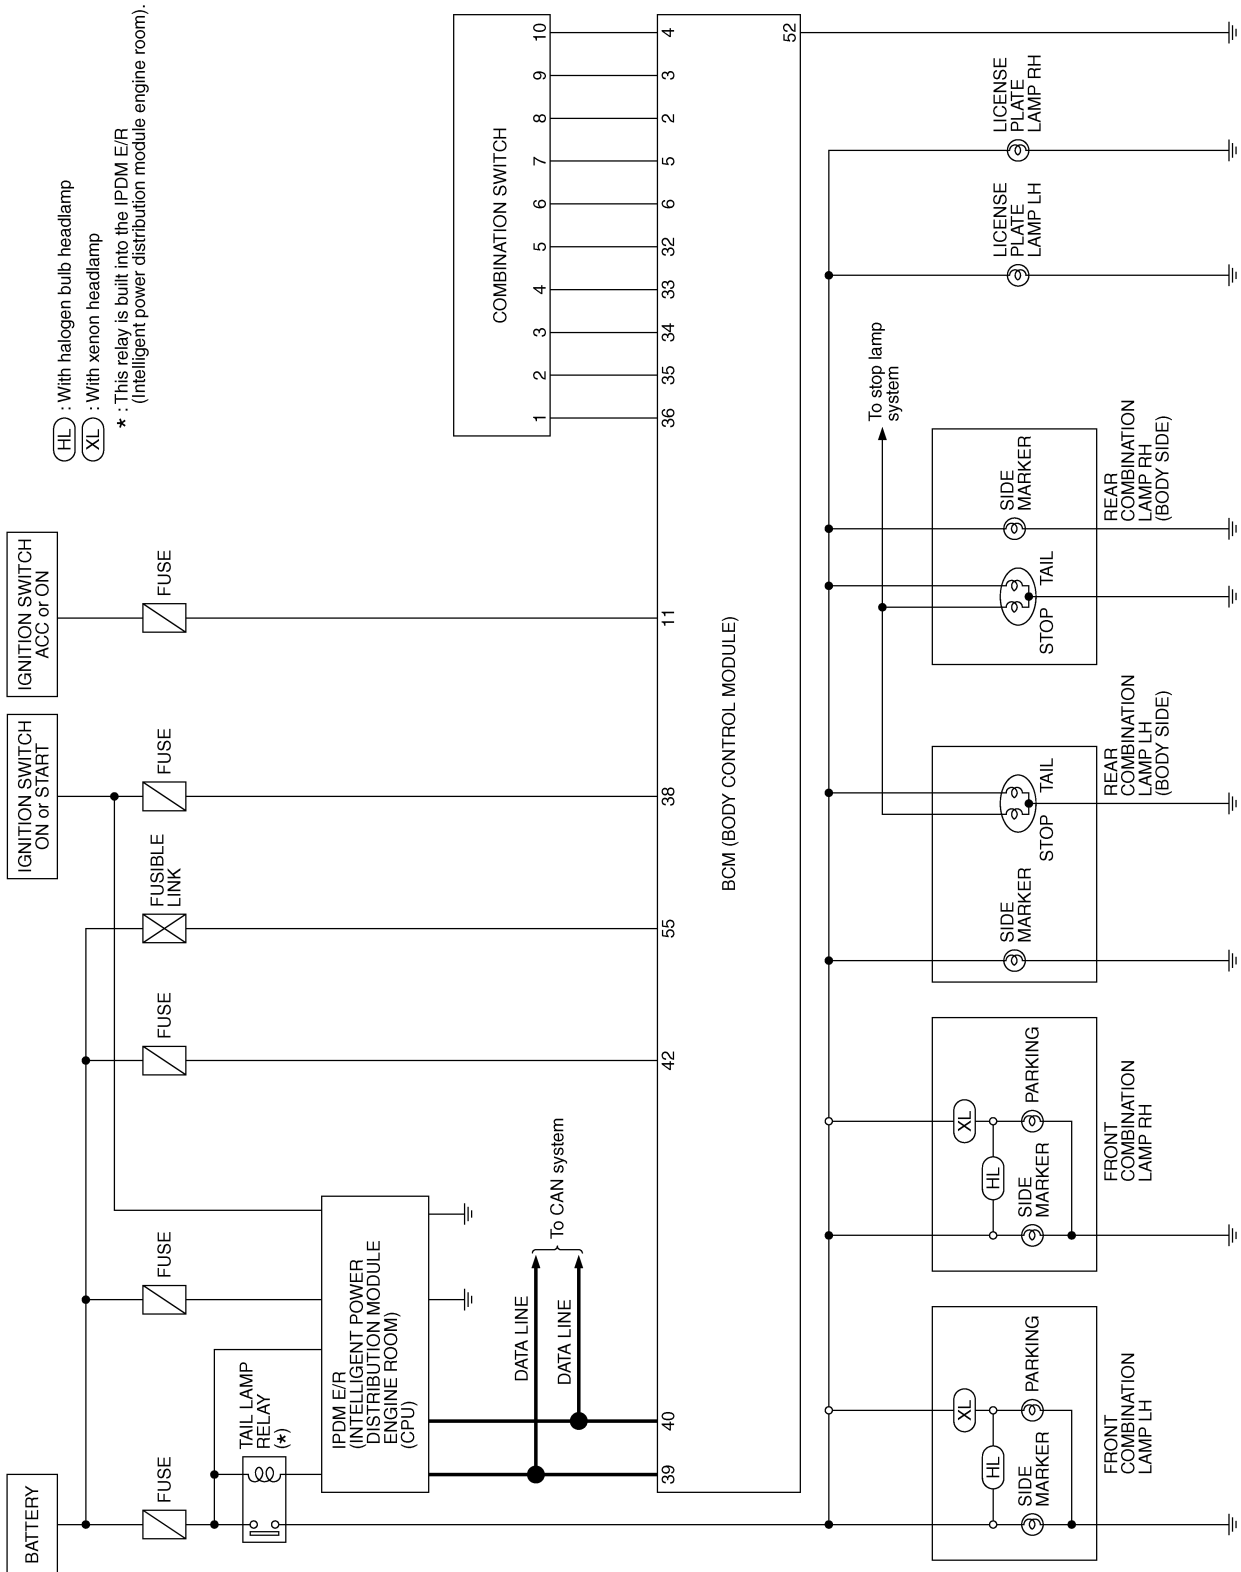 HL : With halogen bulb headlamp
XL : With xenon headlamp
* : This relay is built into the IPDM E/R
(Intelligent power distribution module engine room).
BATTERY
IGNITION SWITCH
ON or START
IGNITION SWITCH
ACC or ON
FUSE
FUSE
FUSE
FUSIBLE
LINK
FUSE
FUSE
TAIL LAMP
RELAY
(*)
IPDM E/R
(INTELLIGENT POWER
DISTRIBUTION MODULE
ENGINE ROOM)
(CPU)
DATA LINE
DATA LINE
To CAN system
COMBINATION SWITCH
1 2 3 4 5 6 7 8 9 10
39 40 42 55 38 11 36 35 34 33 32 6 5 2 3 4
BCM (BODY CONTROL MODULE)
52
To stop lamp
system
XL
HL
SIDE
MARKER
PARKING
FRONT
COMBINATION
LAMP LH
XL
HL
SIDE
MARKER
PARKING
FRONT
COMBINATION
LAMP RH
SIDE
MARKER
STOP
TAIL
REAR
COMBINATION
LAMP LH
(BODY SIDE)
STOP
TAIL
SIDE
MARKER
REAR
COMBINATION
LAMP RH
(BODY SIDE)
LICENSE
PLATE
LAMP LH
LICENSE
PLATE
LAMP RH